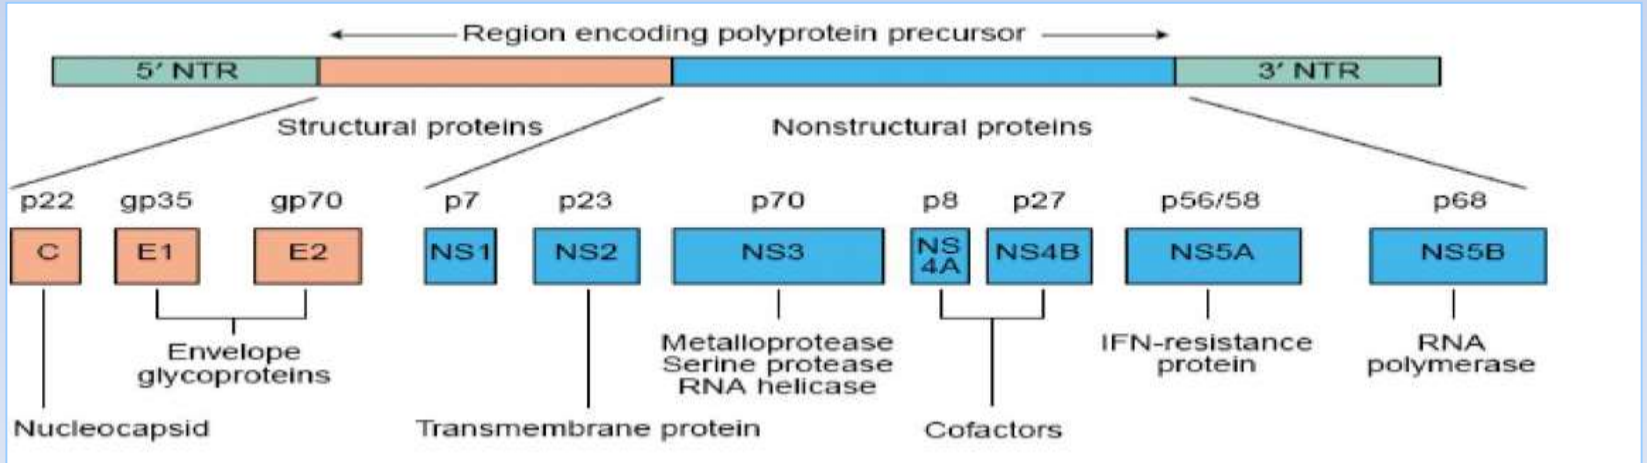 Region encoding polyprotein precursor
5′ NTR
3′ NTR
Structural proteins
Nonstructural proteins
p22
gp35
gp70
p7
p23
p70
p8
p27
p56/58
p68
C
E1
E2
NS1
NS2
NS3
NS
4A
NS4B
NS5A
NS5B
Envelope
glycoproteins
Metalloprotease
Serine protease
RNA helicase
IFN-resistance
protein
RNA
polymerase
Nucleocapsid
Transmembrane protein
Cofactors